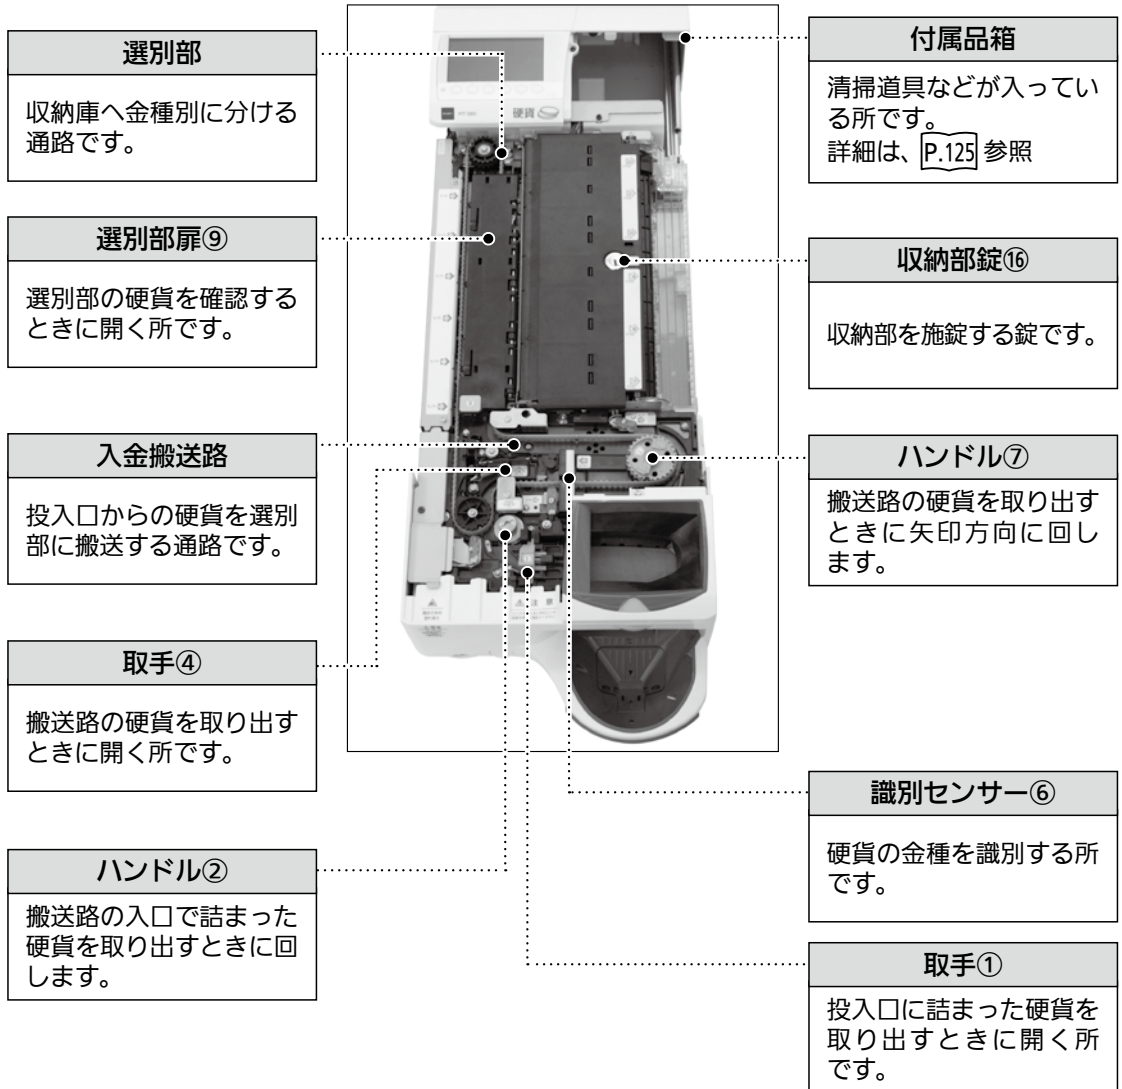 選別部
収納庫へ金種別に分ける
通路です。
選別部扉⑨
選別部の硬貨を確認する
ときに開く所です。
入金搬送路
投入口からの硬貨を選別
部に搬送する通路です。
取手④
搬送路の硬貨を取り出す
ときに開く所です。
ハンドル②
搬送路の入口で詰まった
硬貨を取り出すときに回
します。
硬貨
注意
付属品箱
清掃道具などが入ってい
る所です。
詳細は、P.125 参照
収納部錠⑯
収納部を施錠する錠です。
ハンドル⑦
搬送路の硬貨を取り出す
ときに矢印方向に回し
ます。
識別センサー⑥
硬貨の金種を識別する所
です。
取手①
投入口に詰まった硬貨を
取り出すときに開く所
です。